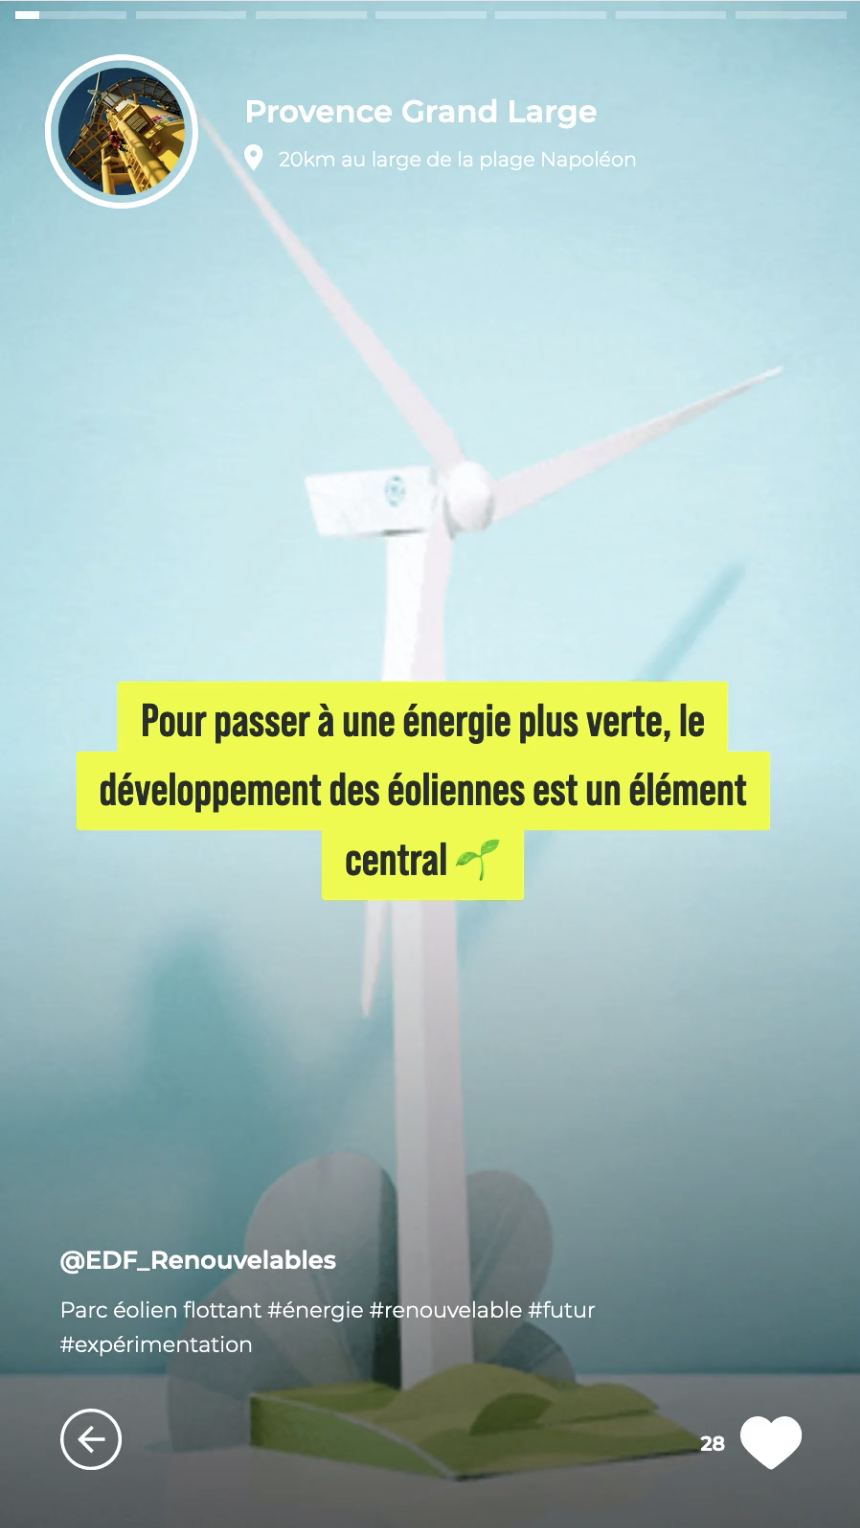 Provence Grand Large
20km au large de la plage Napoléon
Pour passer à une énergie plus verte, le
développement des éoliennes est un élément
central 🌱
@EDF_Renouvelables
Parc éolien flottant #énergie #renouvelable #futur
#expérimentation
28